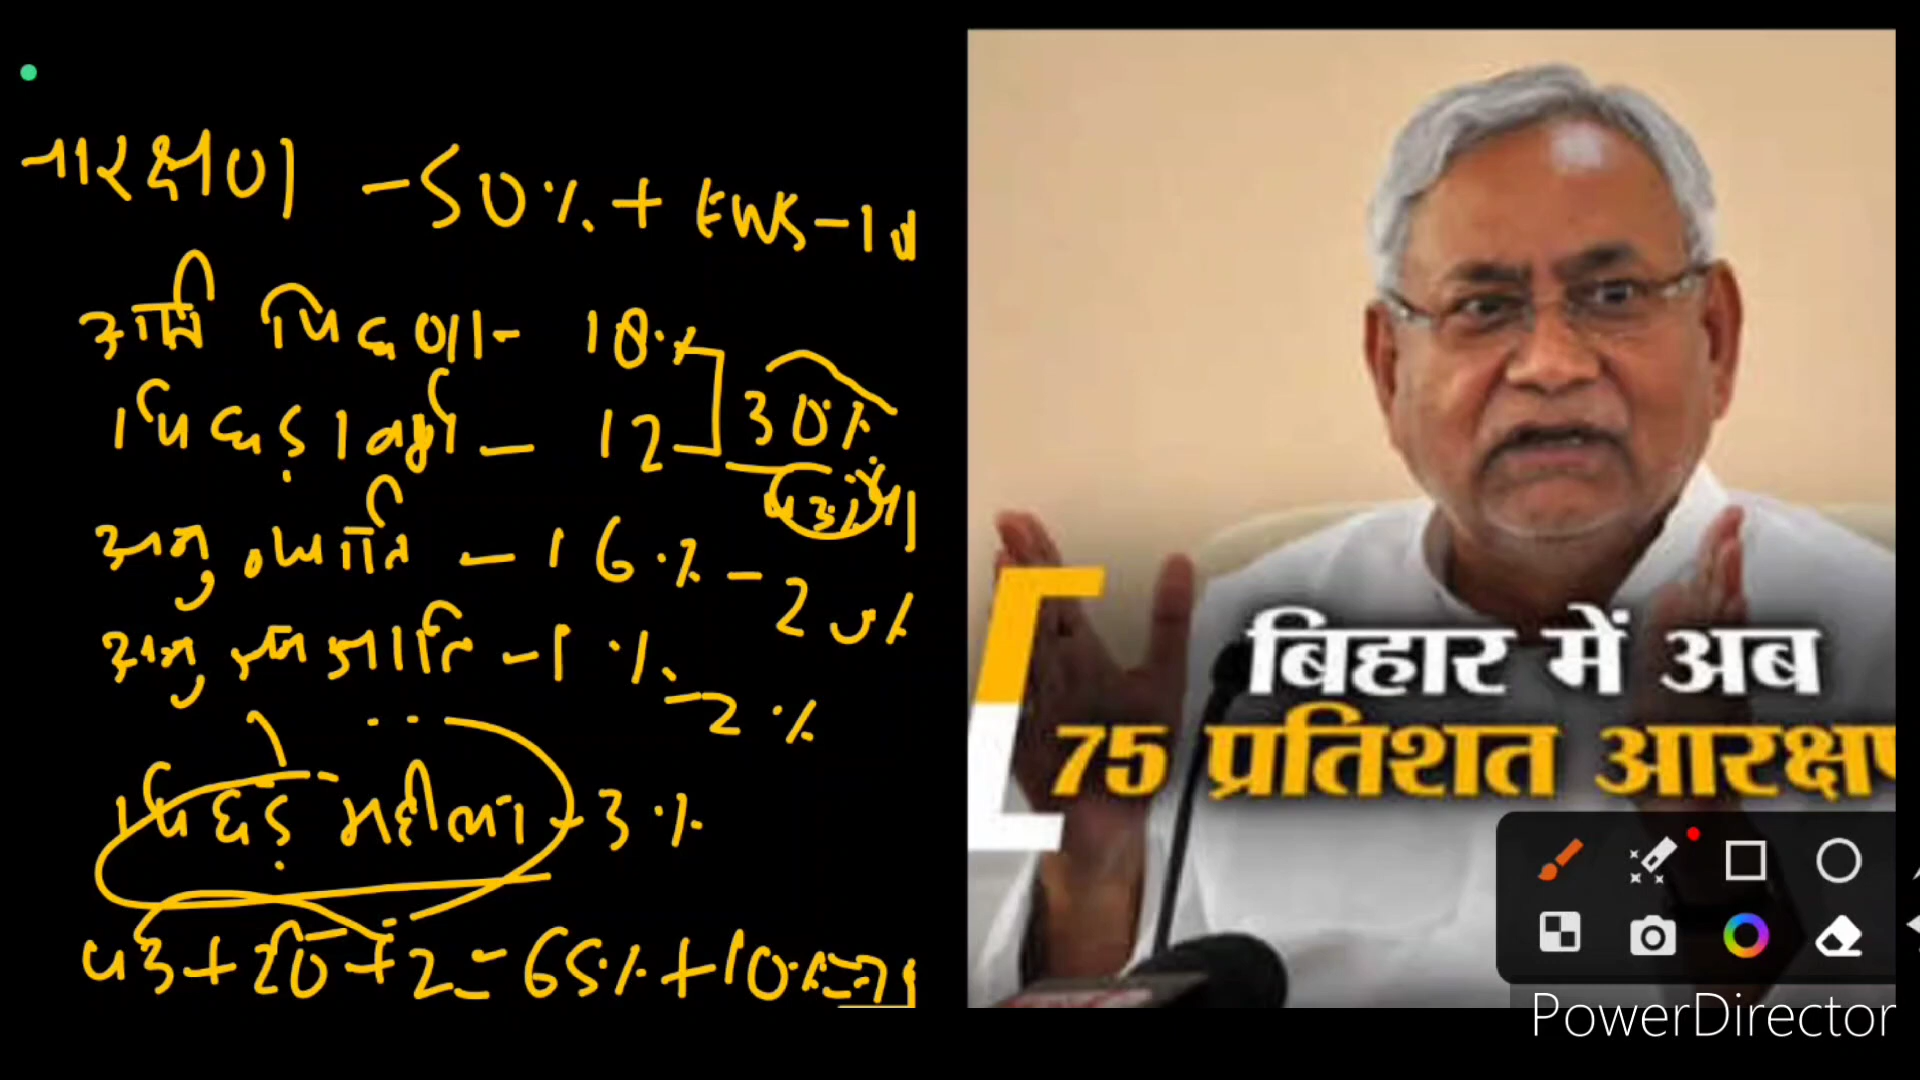 आरक्षण - 50% + EWS - 10
अति पिछड़ा - 18%
30%
पिछड़ा वर्ग - 12
43%
अनु जाति - 16% - 20%
अनु जनजाति - 1% - 2%
पिछड़े महीला - 3%
43+20+2=65%+10%=75
बिहार में अब
75 प्रतिशत आरक्षण
PowerDirector